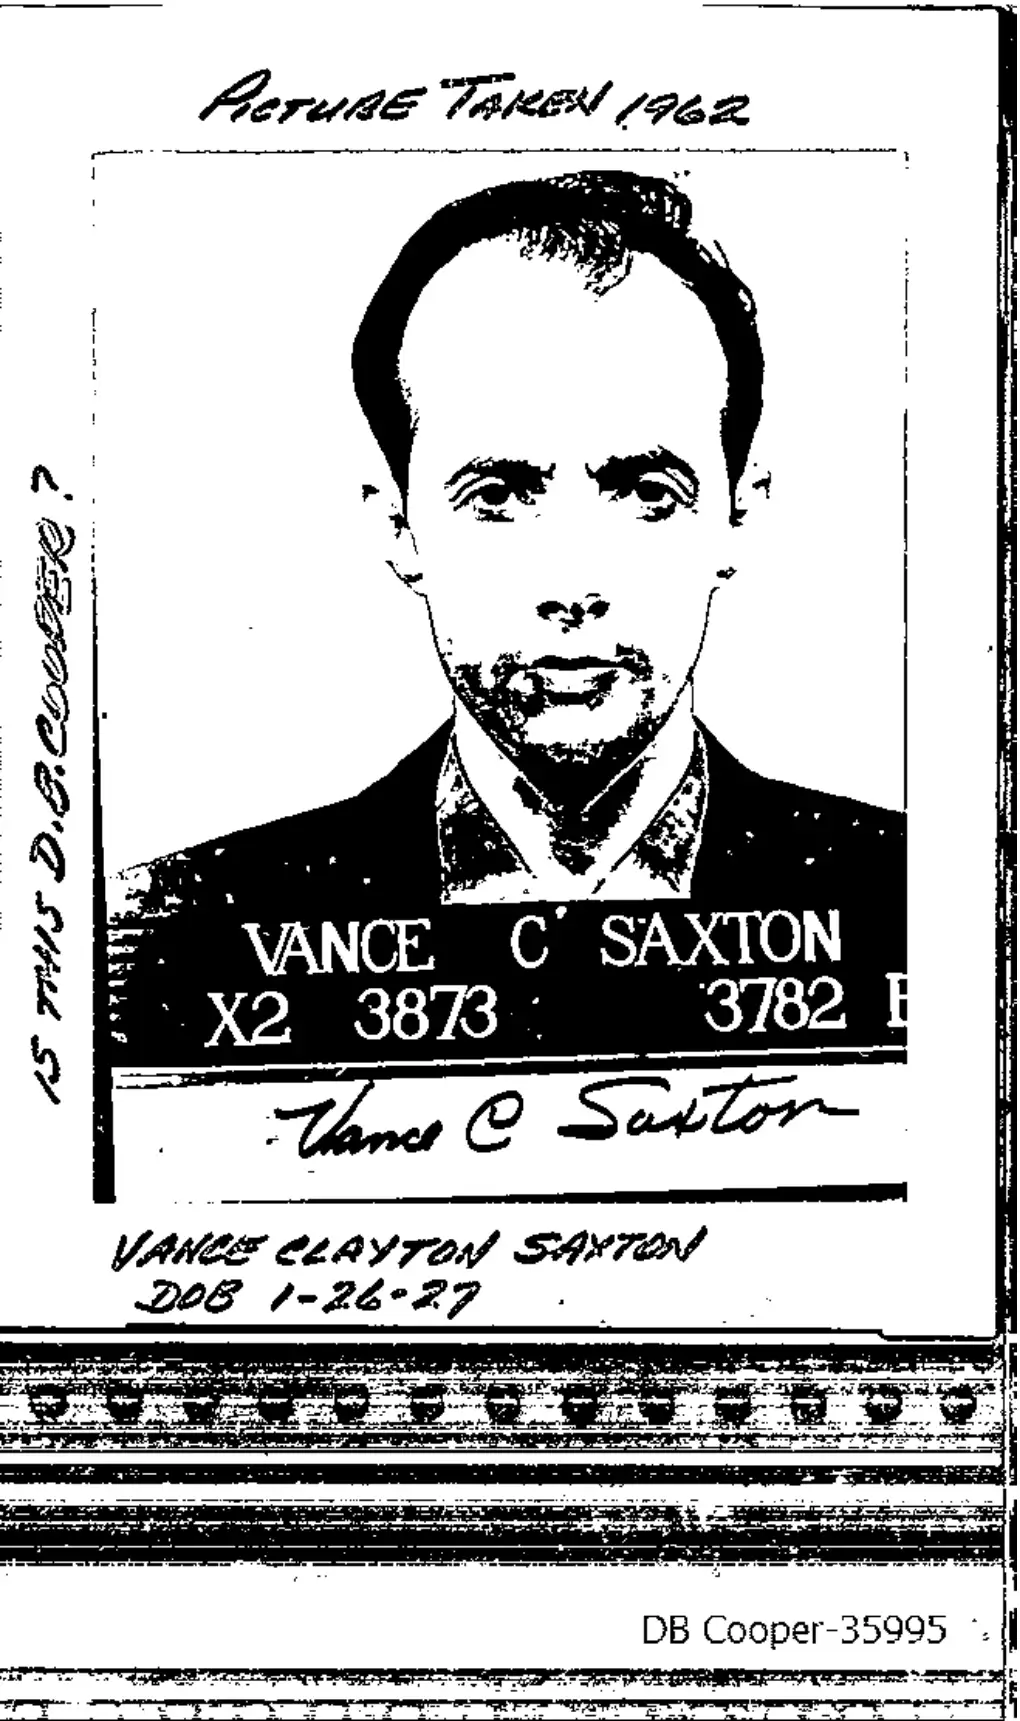 PICTURE TAKEN 1962
IS THIS D.B. COOPER?
VANCE C SAXTON
X2 3873 3782
Vance C Saxton
VANCE CLAYTON SAXTON
DOB 1-26-27
DB Cooper-35995